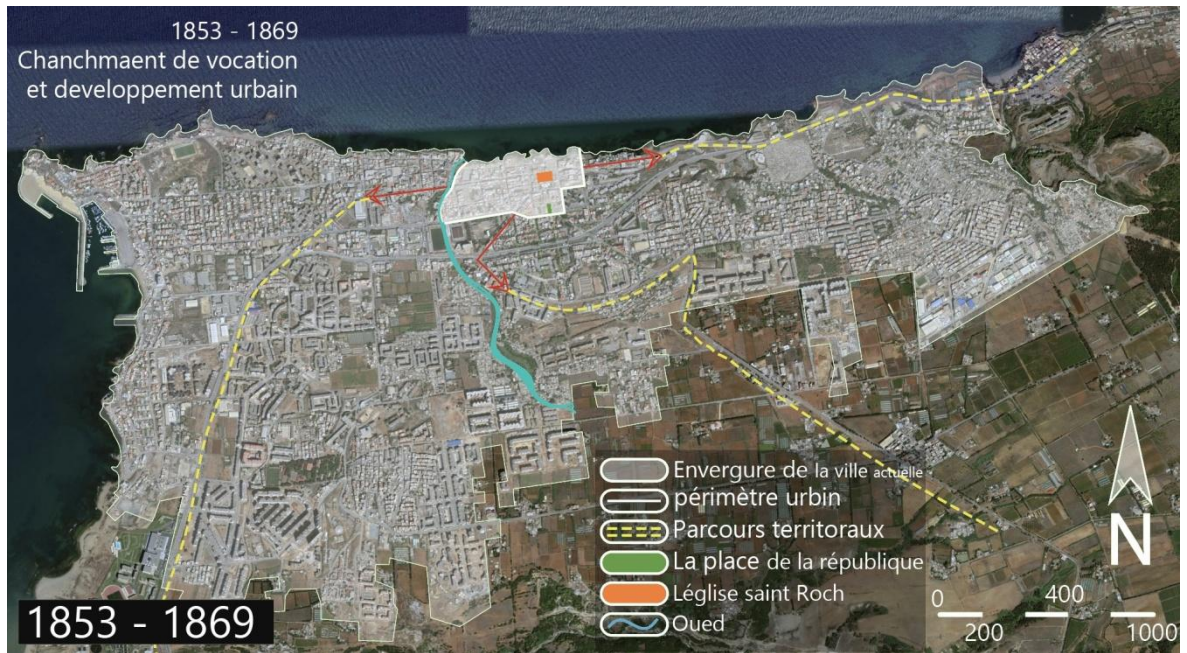 1853 - 1869
Chanchmaent de vocation
et developpement urbain
Envergure de la ville actuelle
périmètre urbin
Parcours territoraux
La place de la république
Léglise saint Roch
Oued
N
0 400
200 1000
1853 - 1869